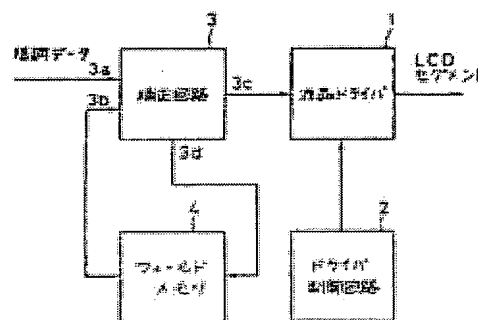 3
1
階調データ
3a
LCD
セグメント
3b
補正回路
3c
液晶ドライバ
3d
4
2
フィールド
メモリ
ドライバ
制御回路